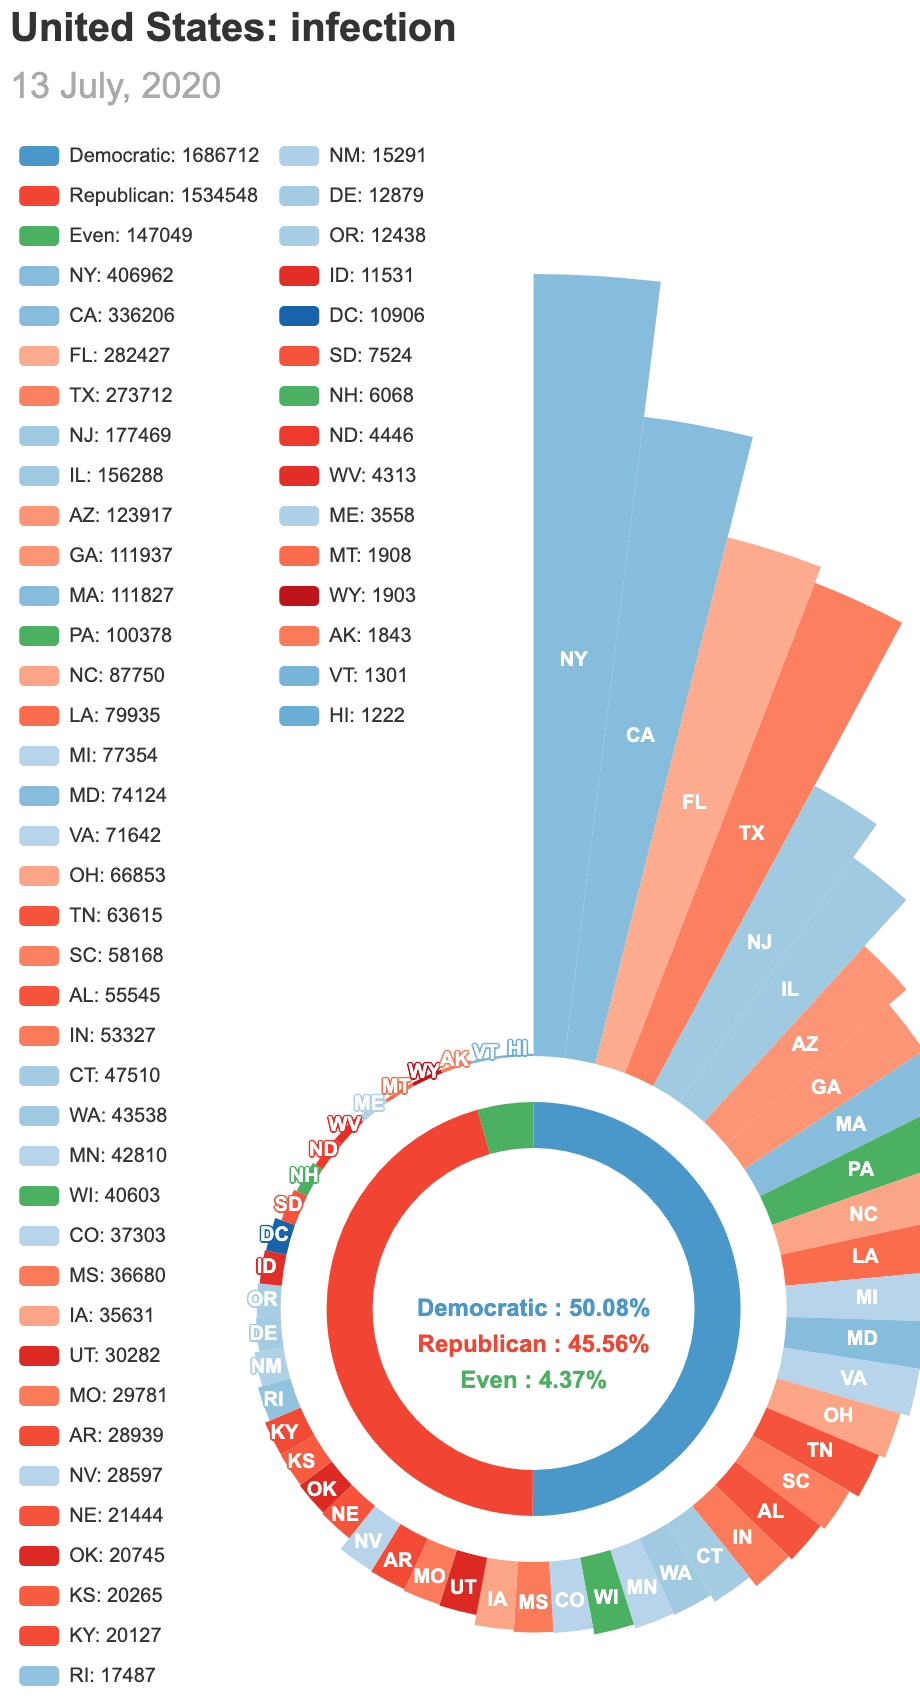 United States: infection
13 July, 2020
Democratic: 1686712
Republican: 1534548
Even: 147049
NY: 406962
CA: 336206
FL: 282427
TX: 273712
NJ: 177469
IL: 156288
AZ: 123917
GA: 111937
MA: 111827
PA: 100378
NC: 87750
LA: 79935
MI: 77354
MD: 74124
VA: 71642
OH: 66853
TN: 63615
SC: 58168
AL: 55545
IN: 53327
CT: 47510
WA: 43538
MN: 42810
WI: 40603
CO: 37303
MS: 36680
IA: 35631
UT: 30282
MO: 29781
AR: 28939
NV: 28597
NE: 21444
OK: 20745
KS: 20265
KY: 20127
RI: 17487
NM: 15291
DE: 12879
OR: 12438
ID: 11531
DC: 10906
SD: 7524
NH: 6068
ND: 4446
WV: 4313
ME: 3558
MT: 1908
WY: 1903
AK: 1843
VT: 1301
HI: 1222
NY
CA
FL
TX
NJ
IL
AZ
GA
MA
PA
NC
LA
MI
MD
VA
OH
TN
SC
AL
IN
CT
WA
MN
WI
CO
MS
IA
UT
MO
AR
NV
NE
OK
KS
KY
RI
NM
DE
OR
ID
DC
SD
NH
ND
WV
ME
MT
WY
AK
VT
HI
Democratic : 50.08%
Republican : 45.56%
Even : 4.37%